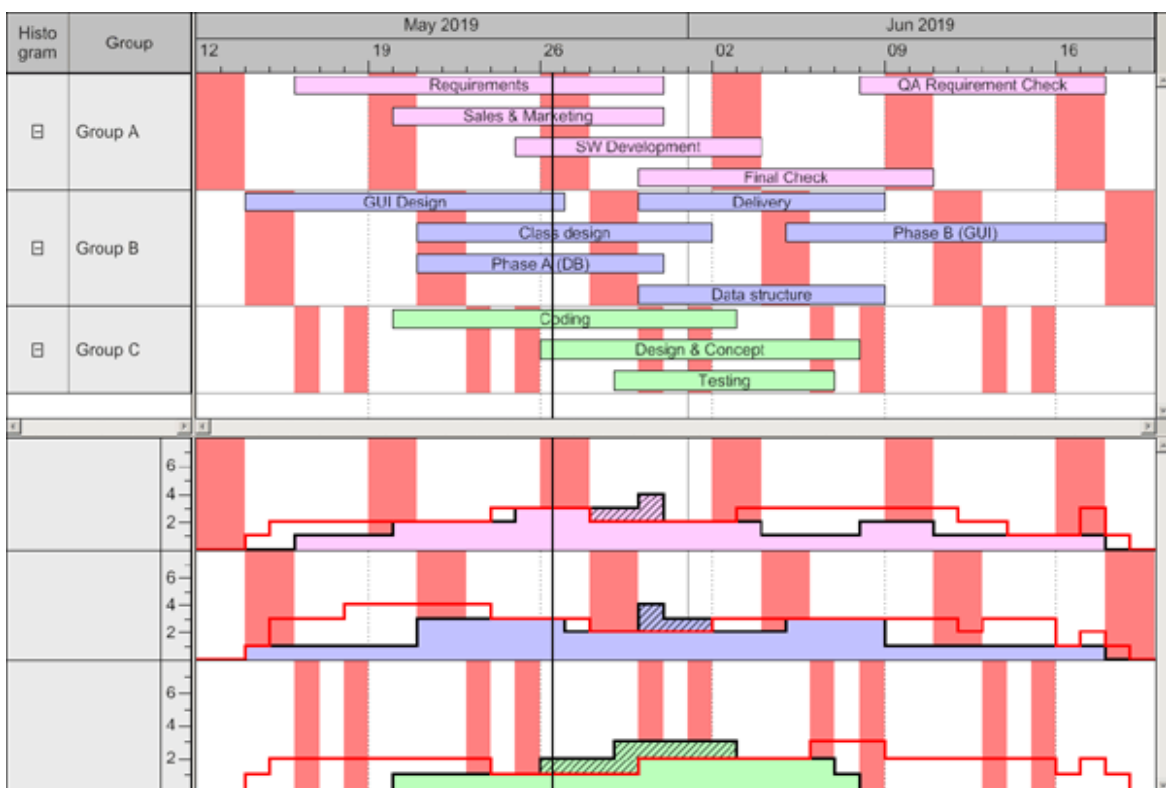 Histo
gram
Group
May 2019
Jun 2019
12
19
26
02
09
16
Group A
Requirements
QA Requirement Check
Sales & Marketing
SW Development
Final Check
Group B
GUI Design
Delivery
Class design
Phase B (GUI)
Phase A (DB)
Data structure
Group C
Coding
Design & Concept
Testing
6
4
2
6
4
2
6
4
2